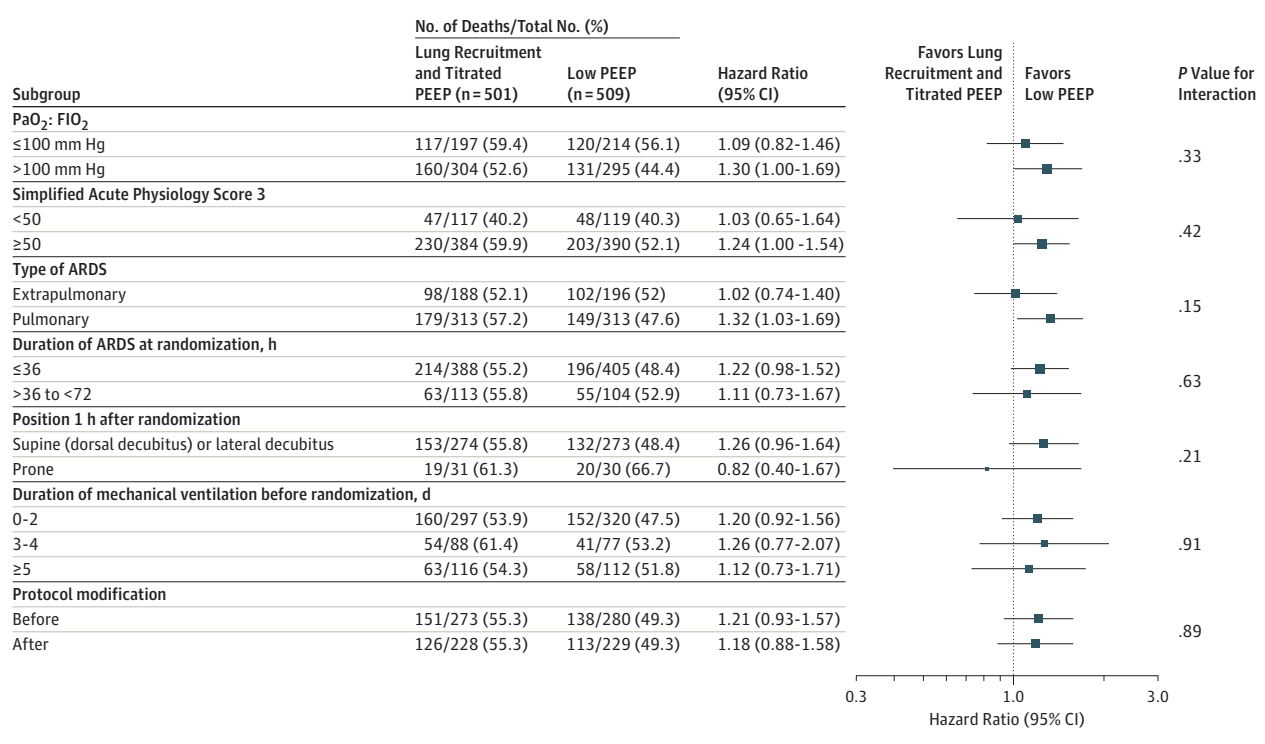 No. of Deaths/Total No. (%)
Subgroup
Lung Recruitment
and Titrated
PEEP (n = 501)
Low PEEP
(n = 509)
Hazard Ratio
(95% CI)
Favors Lung
Recruitment and
Titrated PEEP
Favors
Low PEEP
P Value for
Interaction
PaO2: FIO2
≤100 mm Hg 117/197 (59.4) 120/214 (56.1) 1.09 (0.82-1.46)
.33
>100 mm Hg 160/304 (52.6) 131/295 (44.4) 1.30 (1.00-1.69)
Simplified Acute Physiology Score 3
<50 47/117 (40.2) 48/119 (40.3) 1.03 (0.65-1.64)
.42
≥50 230/384 (59.9) 203/390 (52.1) 1.24 (1.00 -1.54)
Type of ARDS
Extrapulmonary 98/188 (52.1) 102/196 (52) 1.02 (0.74-1.40)
.15
Pulmonary 179/313 (57.2) 149/313 (47.6) 1.32 (1.03-1.69)
Duration of ARDS at randomization, h
≤36 214/388 (55.2) 196/405 (48.4) 1.22 (0.98-1.52)
.63
>36 to <72 63/113 (55.8) 55/104 (52.9) 1.11 (0.73-1.67)
Position 1 h after randomization
Supine (dorsal decubitus) or lateral decubitus 153/274 (55.8) 132/273 (48.4) 1.26 (0.96-1.64)
.21
Prone 19/31 (61.3) 20/30 (66.7) 0.82 (0.40-1.67)
Duration of mechanical ventilation before randomization, d
0-2 160/297 (53.9) 152/320 (47.5) 1.20 (0.92-1.56)
3-4 54/88 (61.4) 41/77 (53.2) 1.26 (0.77-2.07) .91
≥5 63/116 (54.3) 58/112 (51.8) 1.12 (0.73-1.71)
Protocol modification
Before 151/273 (55.3) 138/280 (49.3) 1.21 (0.93-1.57)
.89
After 126/228 (55.3) 113/229 (49.3) 1.18 (0.88-1.58)
0.3 1.0 3.0
Hazard Ratio (95% CI)